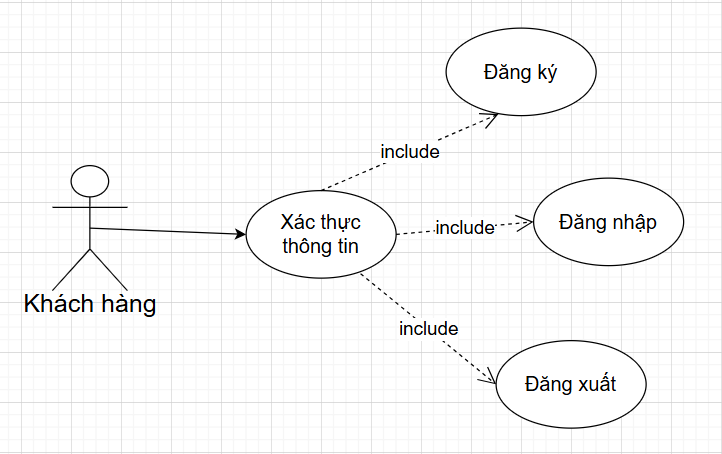 Đăng ký
include
Xác thực
thông tin
include
Đăng nhập
Khách hàng
include
Đăng xuất